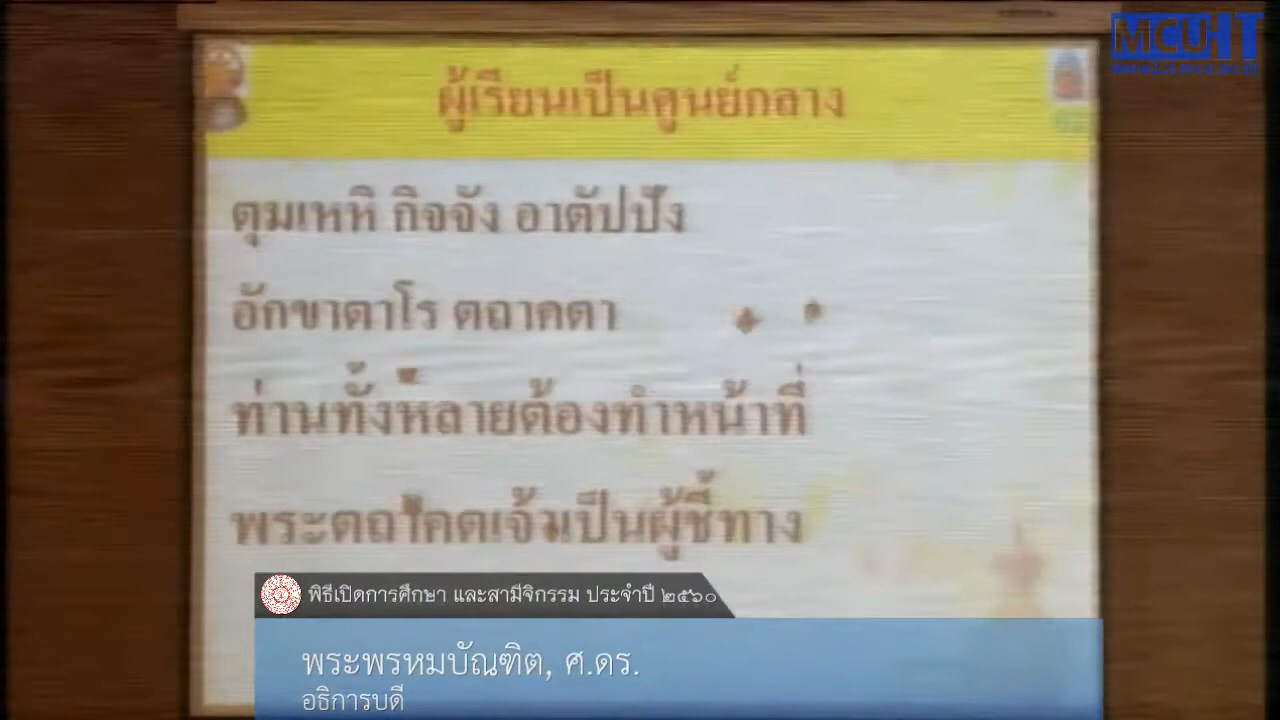 MCU-IT
www.it.mcu.ac.th
ผู้เรียนเป็นศูนย์กลาง
ตุมเหหิ กิจจัง อาตัปปัง
อักขาตาโร ตถาคตา
ท่านทั้งหลายต้องทำหน้าที่
พระตถาคตเจ้าเป็นผู้ชี้ทาง
พิธีเปิดการศึกษา และสามีจิกรรม ประจำปี ๒๕๖๐
พระพรหมบัณฑิต, ศ.ดร.
อธิการบดี